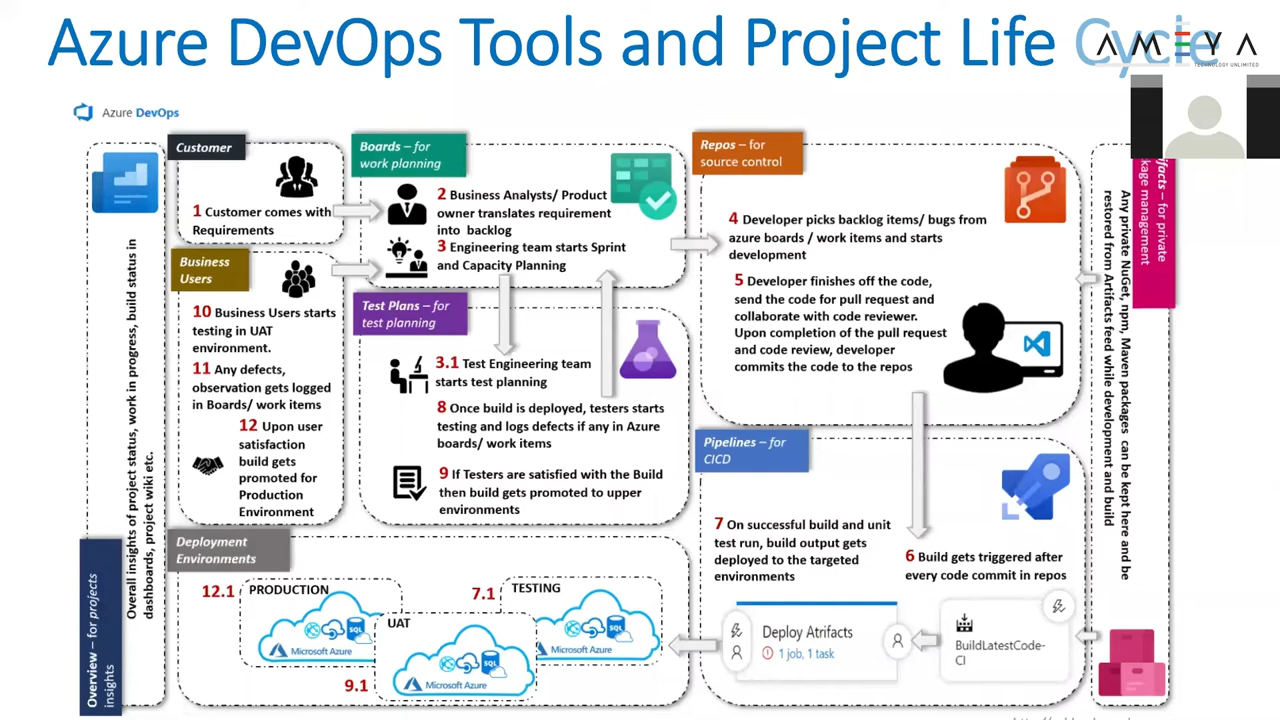 Azure DevOps Tools and Project Life Cycle
AMEYA
TECHNOLOGY UNLIMITED
Azure DevOps
Overall insights of project status, work in progress, build status in
dashboards, project wiki etc.
Overview – for projects
insights
Customer
1 Customer comes with
Requirements
Business
Users
10 Business Users starts
testing in UAT
environment.
11 Any defects,
observation gets logged
in Boards/ work items
12 Upon user
satisfaction
build gets
promoted for
Production
Environment
Boards – for
work planning
2 Business Analysts/ Product
owner translates requirement
into backlog
3 Engineering team starts Sprint
and Capacity Planning
Test Plans – for
test planning
3.1 Test Engineering team
starts test planning
8 Once build is deployed, testers starts
testing and logs defects if any in Azure
boards/ work items
9 If Testers are satisfied with the Build
then build gets promoted to upper
environments
Repos – for
source control
4 Developer picks backlog items/ bugs from
azure boards / work items and starts
development
5 Developer finishes off the code,
send the code for pull request and
collaborate with code reviewer.
Upon completion of the pull request
and code review, developer
commits the code to the repos
Pipelines – for
CICD
7 On successful build and unit
test run, build output gets
deployed to the targeted
environments
6 Build gets triggered after
every code commit in repos
Deploy Atrifacts
1 job, 1 task
BuildLatestCode-
CI
Deployment
Environments
12.1
PRODUCTION
SQL
Microsoft Azure
UAT
9.1
SQL
Microsoft Azure
7.1
TESTING
SQL
Microsoft Azure
– for private
management
Any private NuGet, npm, Maven packages can be kept here and be
restored from Artifacts feed while development and build